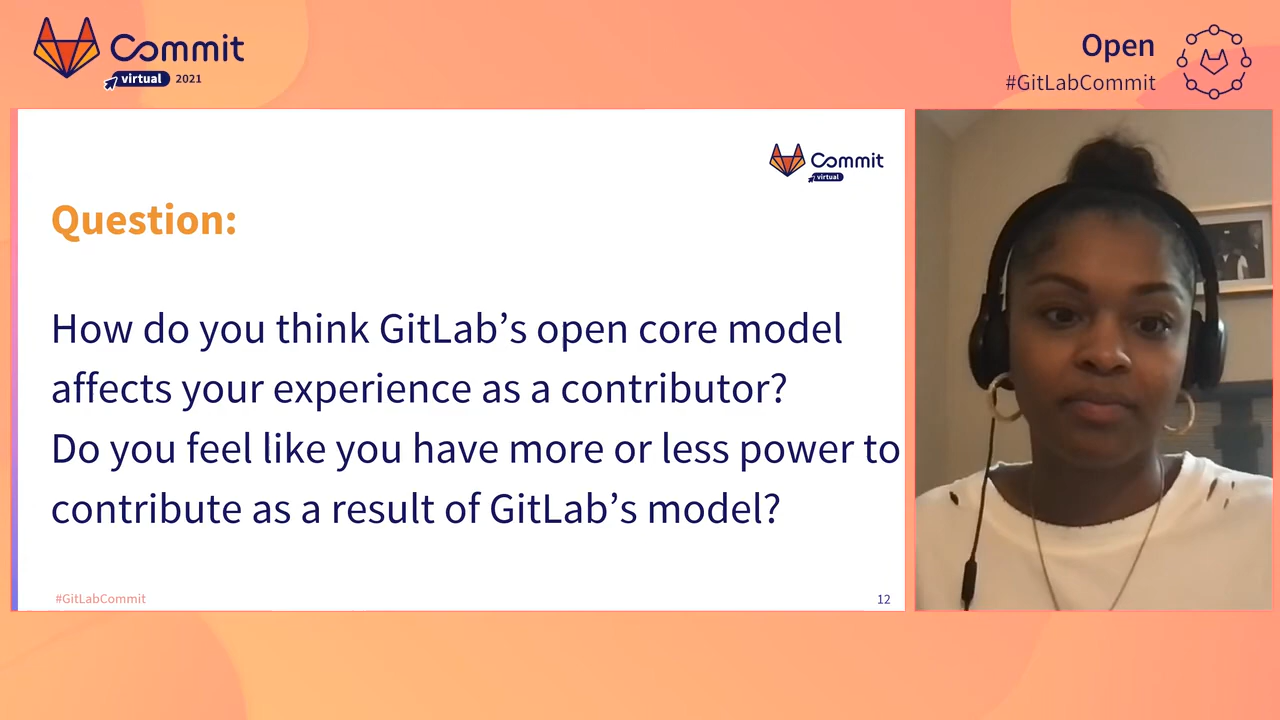 Commit
virtual 2021
Open
#GitLabCommit
Commit
virtual
Question:
How do you think GitLab’s open core model
affects your experience as a contributor?
Do you feel like you have more or less power to
contribute as a result of GitLab’s model?
#GitLabCommit
12